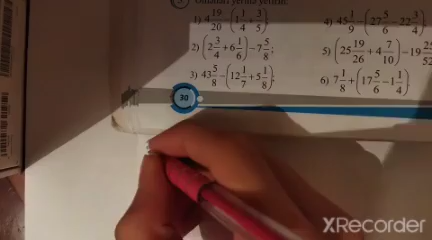 1) 4 19/20 (1 1/4 + 3/5)
2) (2 3/4 + 6 1/6) − 7 5/8;
3) 43 5/8 − (12 1/7 + 5 1/8);
4) 45 1/9 − (27 5/6 − 22 3/4)
5) (25 19/26 + 4 7/10) − 19 25/52
6) 7 1/8 + (17 5/6 − 1 1/4)
30
XRecorder